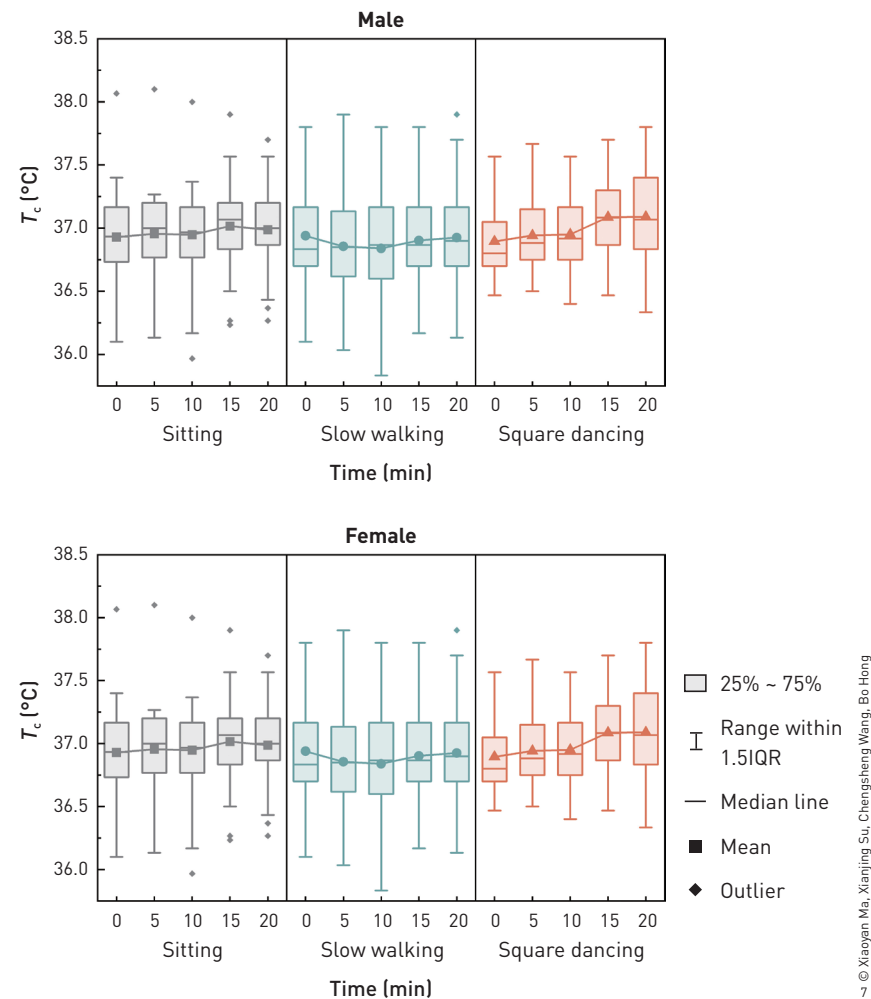 Male
38.5
38.0
37.5
37.0
36.5
36.0
T_c (°C)
0 5 10 15 20 0 5 10 15 20 0 5 10 15 20
Sitting Slow walking Square dancing
Time (min)
Female
38.5
38.0
37.5
37.0
36.5
36.0
T_c (°C)
0 5 10 15 20 0 5 10 15 20 0 5 10 15 20
Sitting Slow walking Square dancing
Time (min)
25% ~ 75%
Range within
1.5IQR
Median line
Mean
Outlier
© Xiaoyan Ma, Xianjing Su, Chengsheng Wang, Bo Hong
7